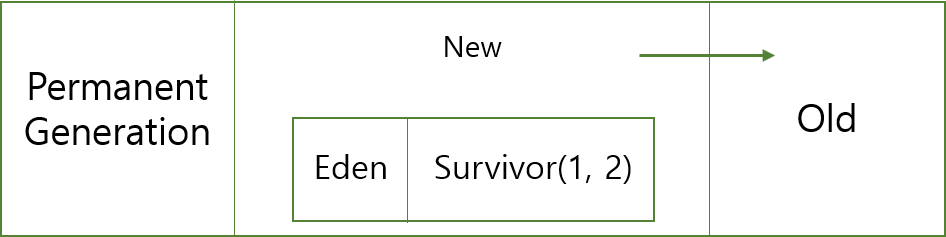 Permanent
Generation
New
Eden
Survivor(1, 2)
Old